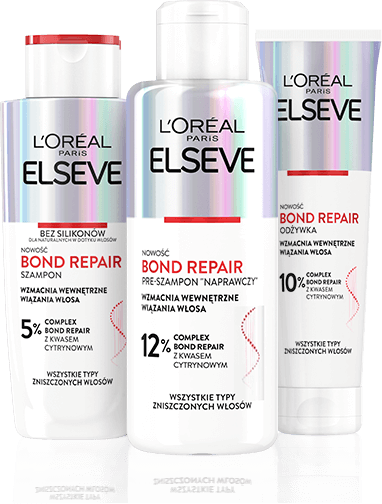 L'ORÉAL
PARIS
ELSEVE
BEZ SILIKONÓW
DLA NATURALNYCH W DOTYKU WŁOSÓW
NOWOŚĆ
BOND REPAIR
SZAMPON
WZMACNIA WEWNĘTRZNE
WIĄZANIA WŁOSA
5% COMPLEX
BOND REPAIR
Z KWASEM
CYTRYNOWYM
WSZYSTKIE TYPY
ZNISZCZONYCH WŁOSÓW
L'ORÉAL
PARIS
ELSEVE
NOWOŚĆ
BOND REPAIR
PRE-SZAMPON "NAPRAWCZY"
WZMACNIA WEWNĘTRZNE
WIĄZANIA WŁOSA
12% COMPLEX
BOND REPAIR
Z KWASEM
CYTRYNOWYM
WSZYSTKIE TYPY
ZNISZCZONYCH WŁOSÓW
L'ORÉAL
PARIS
ELSEVE
NOWOŚĆ
BOND REPAIR
ODŻYWKA
WZMACNIA WEWNĘTRZNE
WIĄZANIA WŁOSA
10% COMPLEX
BOND REPAIR
Z KWASEM
CYTRYNOWYM
WSZYSTKIE TYPY
ZNISZCZONYCH WŁOSÓW